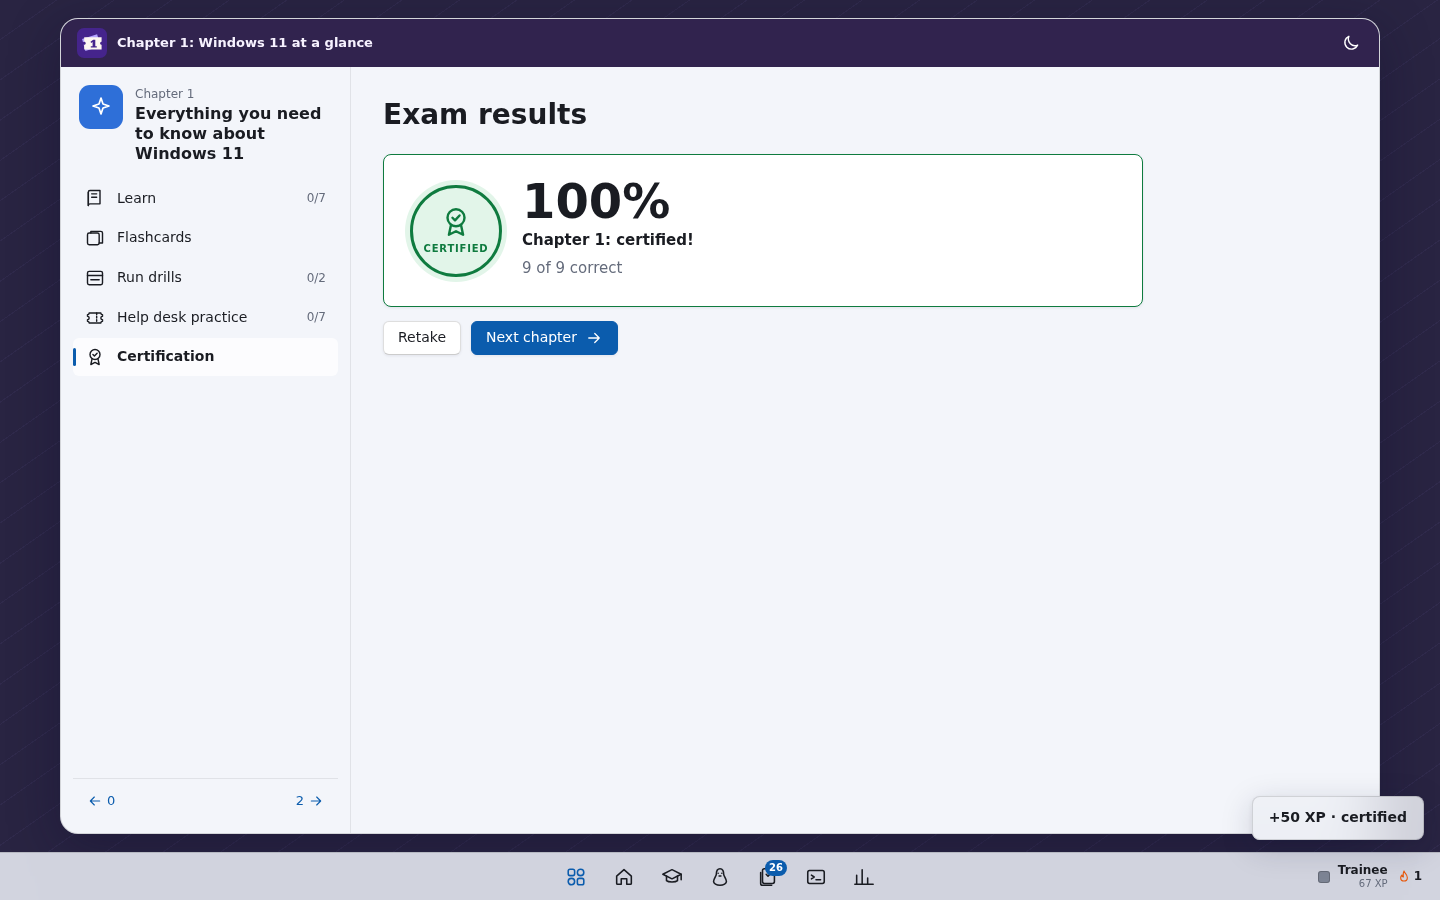 1
Chapter 1: Windows 11 at a glance
Chapter 1
Everything you need
to know about
Windows 11
Learn 0/7
Flashcards
Run drills 0/2
Help desk practice 0/7
Certification
← 0
2 →
Exam results
CERTIFIED
100%
Chapter 1: certified!
9 of 9 correct
Retake
Next chapter →
+50 XP · certified
26
Trainee
67 XP
1